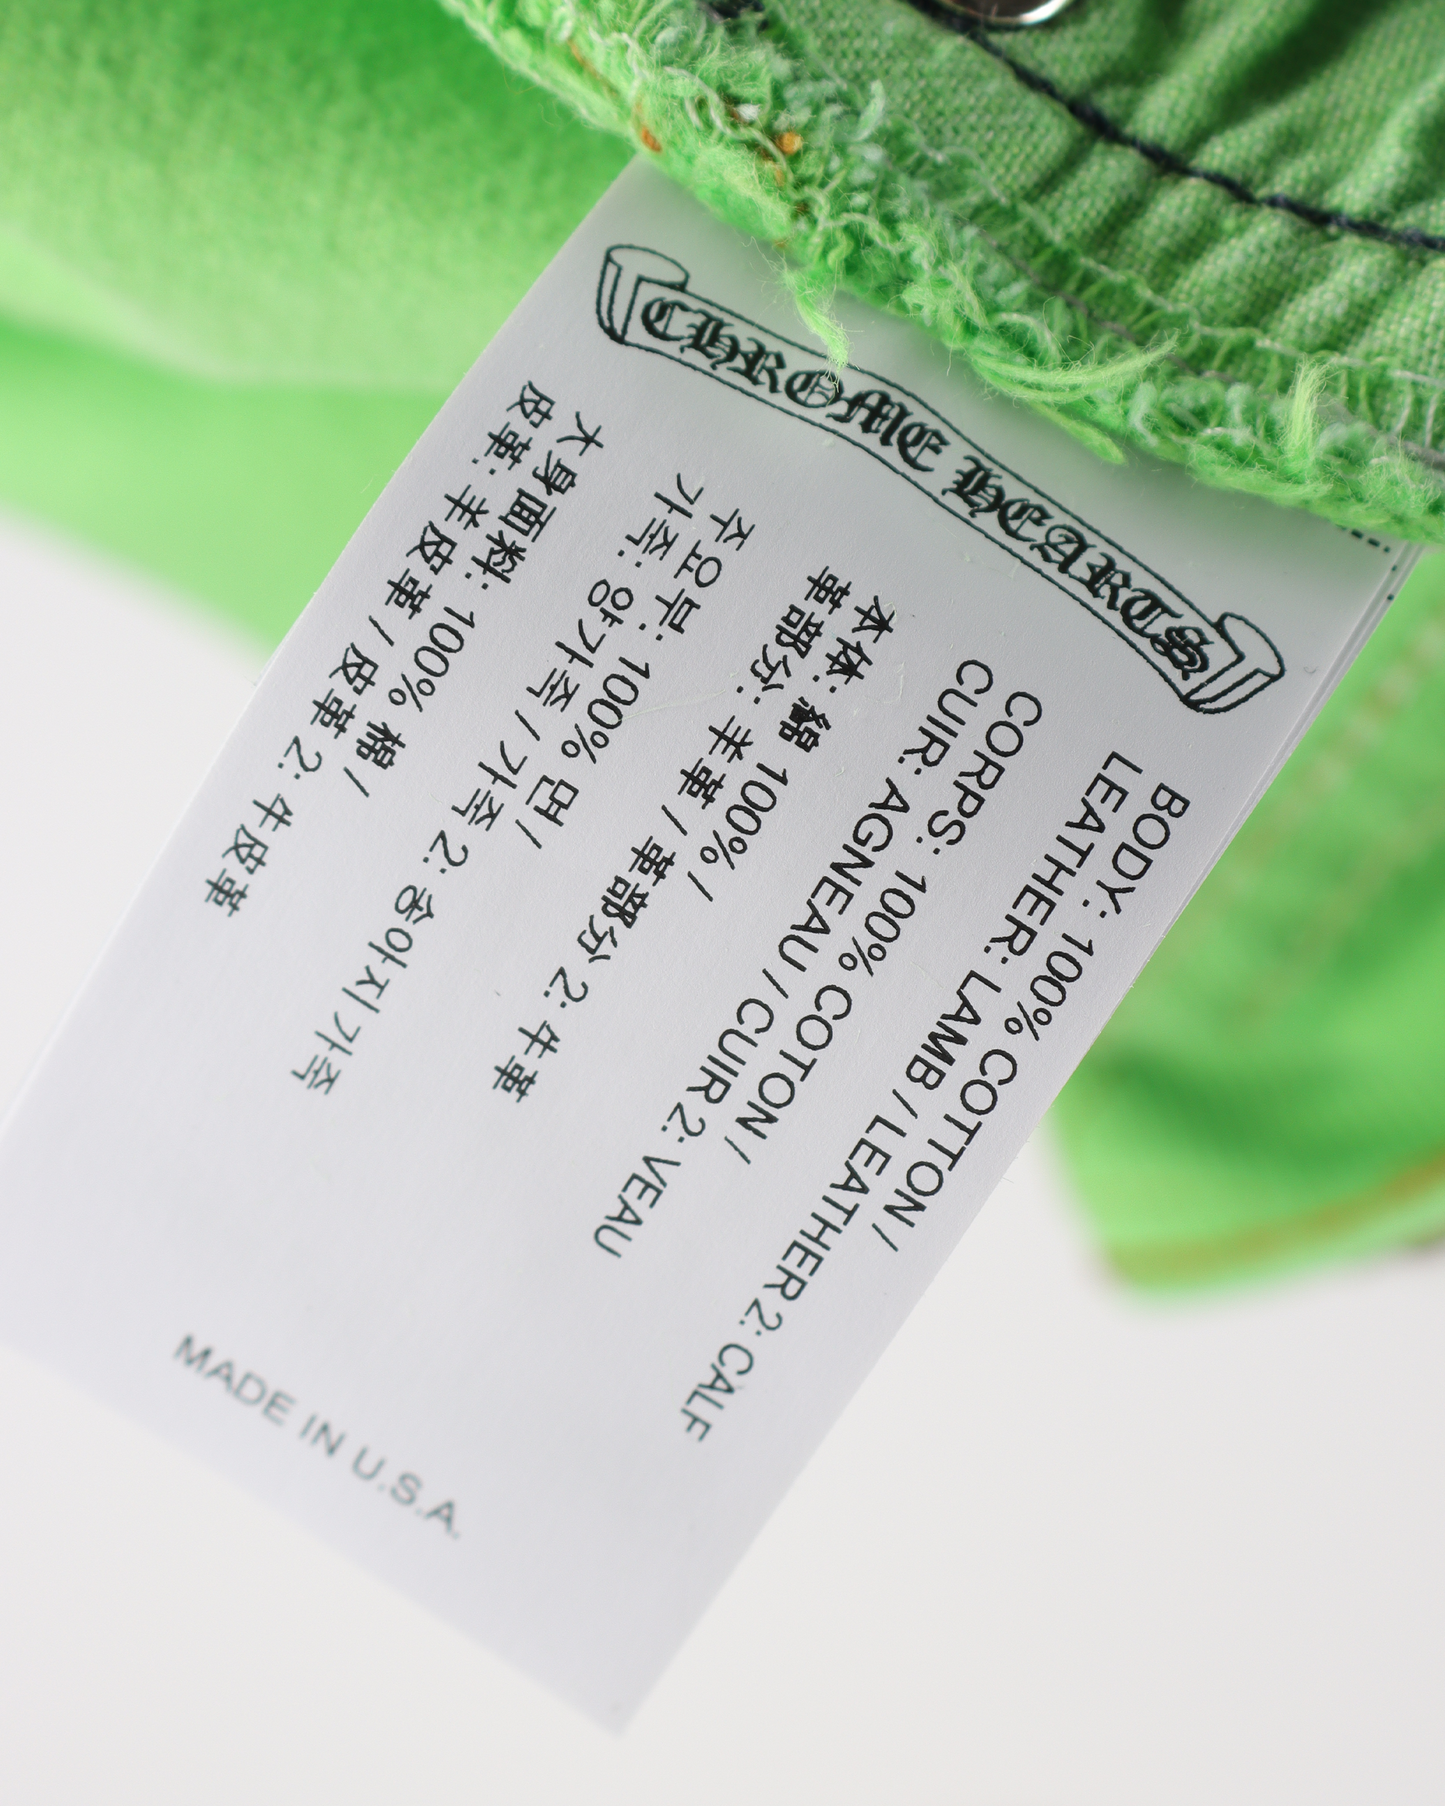 CHROME HEARTS
BODY: 100% COTTON /
LEATHER: LAMB / LEATHER 2: CALF
CORPS: 100% COTON /
CUIR: AGNEAU / CUIR 2: VEAU
本体: 綿 100% /
革部分: 羊革 / 革部分 2: 牛革
주요부: 100% 면 /
가죽: 양가죽 / 가죽 2: 송아지가죽
大身面料: 100% 棉 /
皮革: 羊皮革 / 皮革 2: 牛皮革
MADE IN U.S.A.